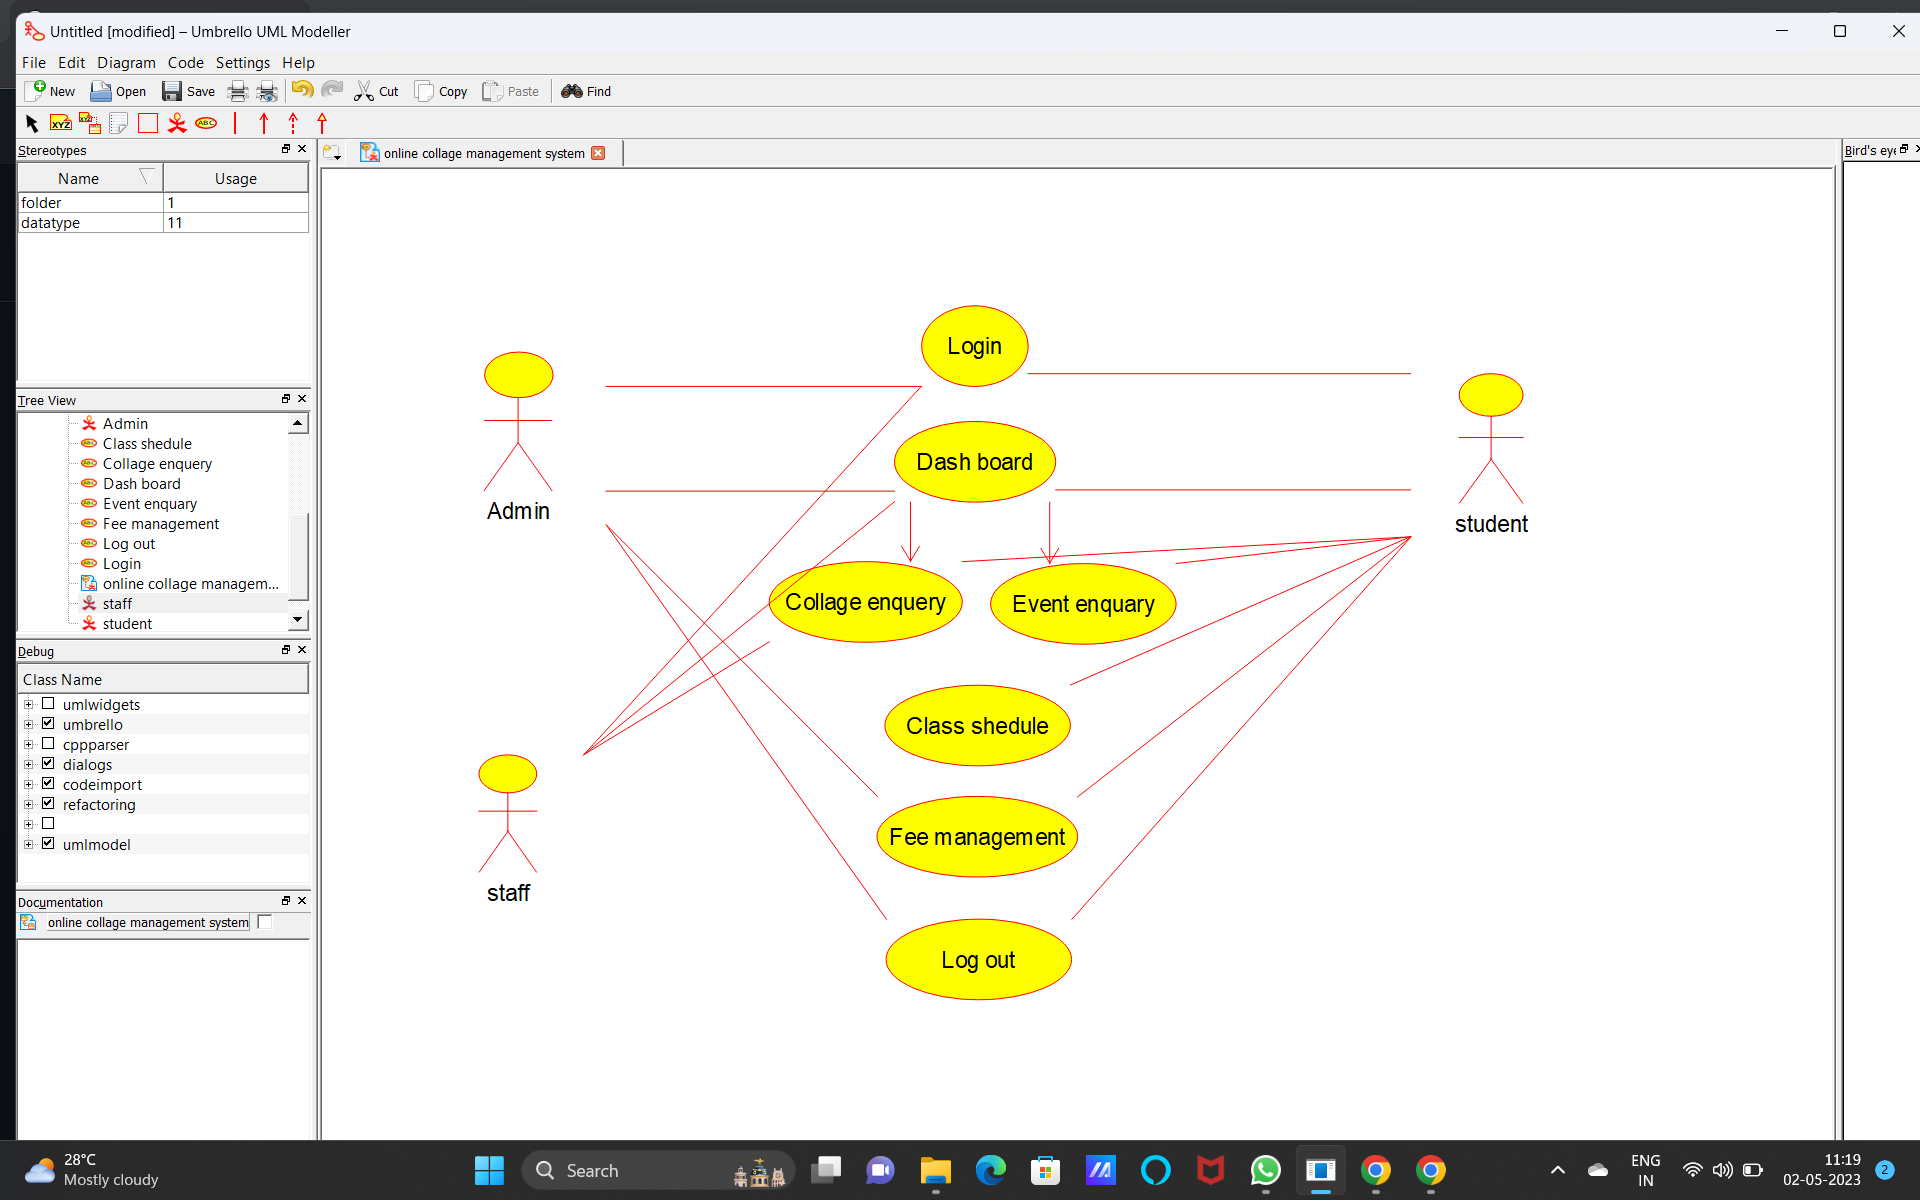 Untitled [modified] – Umbrello UML Modeller
File Edit Diagram Code Settings Help
New Open Save Cut Copy Paste Find
XYZ XYZ ABC
Stereotypes
Name Usage
folder 1
datatype 11
Tree View
Admin
Class shedule
Collage enquery
Dash board
Event enquary
Fee management
Log out
Login
online collage managem...
staff
student
Debug
Class Name
umlwidgets
umbrello
cppparser
dialogs
codeimport
refactoring
umlmodel
Documentation
online collage management system
online collage management system
Bird's eye
Login
Dash board
Admin
student
Collage enquery
Event enquary
Class shedule
Fee management
staff
Log out
28°C
Mostly cloudy
Search
ENG
IN
11:19
02-05-2023
2